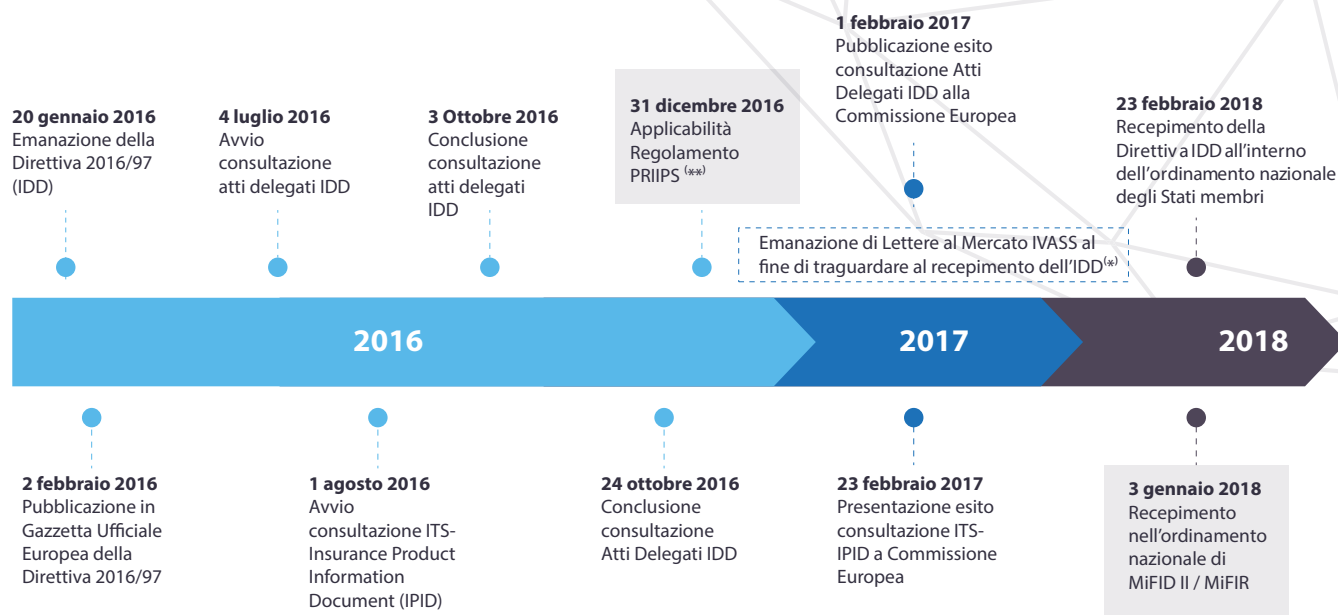 20 gennaio 2016
Emanazione della
Direttiva 2016/97
(IDD)
4 luglio 2016
Avvio
consultazione
atti delegati IDD
3 Ottobre 2016
Conclusione
consultazione
atti delegati
IDD
31 dicembre 2016
Applicabilità
Regolamento
PRIIPS (**)
1 febbraio 2017
Pubblicazione esito
consultazione Atti
Delegati IDD alla
Commissione Europea
23 febbraio 2018
Recepimento della
Direttiva IDD all'interno
dell'ordinamento nazionale
degli Stati membri
Emanazione di Lettere al Mercato IVASS al
fine di traguardare al recepimento dell'IDD(*)
2016
2017
2018
2 febbraio 2016
Pubblicazione in
Gazzetta Ufficiale
Europea della
Direttiva 2016/97
1 agosto 2016
Avvio
consultazione ITS-
Insurance Product
Information
Document (IPID)
24 ottobre 2016
Conclusione
consultazione
Atti Delegati IDD
23 febbraio 2017
Presentazione esito
consultazione ITS-
IPID a Commissione
Europea
3 gennaio 2018
Recepimento
nell'ordinamento
nazionale di
MiFID II / MiFIR